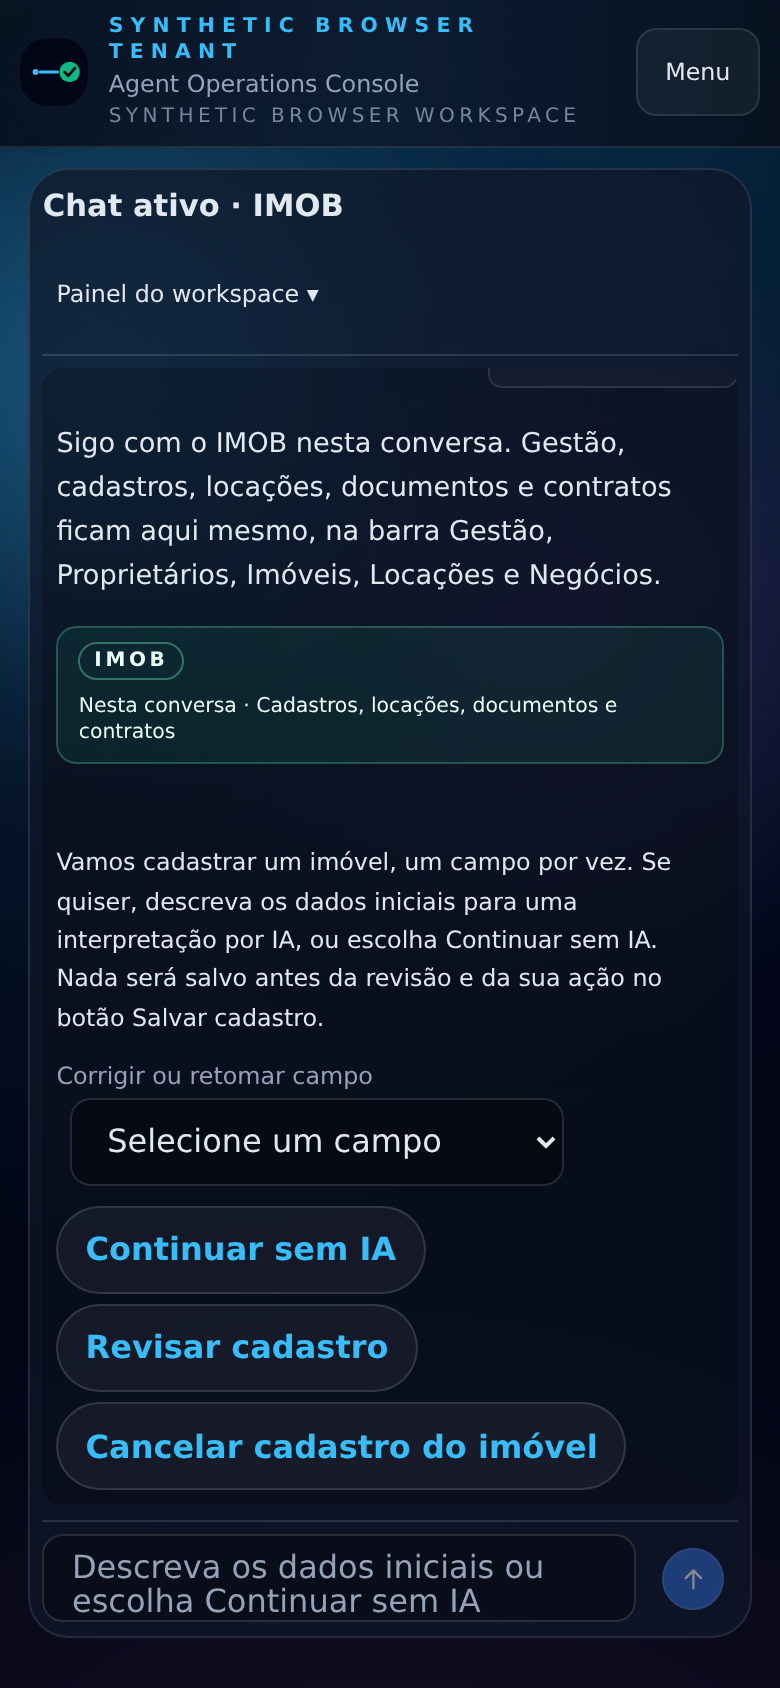 SYNTHETIC BROWSER
TENANT
Agent Operations Console
SYNTHETIC BROWSER WORKSPACE
Menu
Chat ativo · IMOB
Painel do workspace ▾
Sigo com o IMOB nesta conversa. Gestão,
cadastros, locações, documentos e contratos
ficam aqui mesmo, na barra Gestão,
Proprietários, Imóveis, Locações e Negócios.
IMOB
Nesta conversa · Cadastros, locações, documentos e
contratos
Vamos cadastrar um imóvel, um campo por vez. Se
quiser, descreva os dados iniciais para uma
interpretação por IA, ou escolha Continuar sem IA.
Nada será salvo antes da revisão e da sua ação no
botão Salvar cadastro.
Corrigir ou retomar campo
Selecione um campo
Continuar sem IA
Revisar cadastro
Cancelar cadastro do imóvel
Descreva os dados iniciais ou
escolha Continuar sem IA